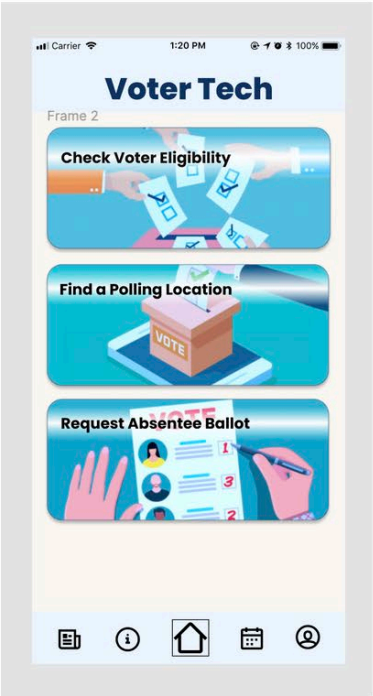 Carrier 1:20 PM 100%
Voter Tech
Frame 2
Check Voter Eligibility
Find a Polling Location
VOTE
VOTE
Request Absentee Ballot
1
3
2